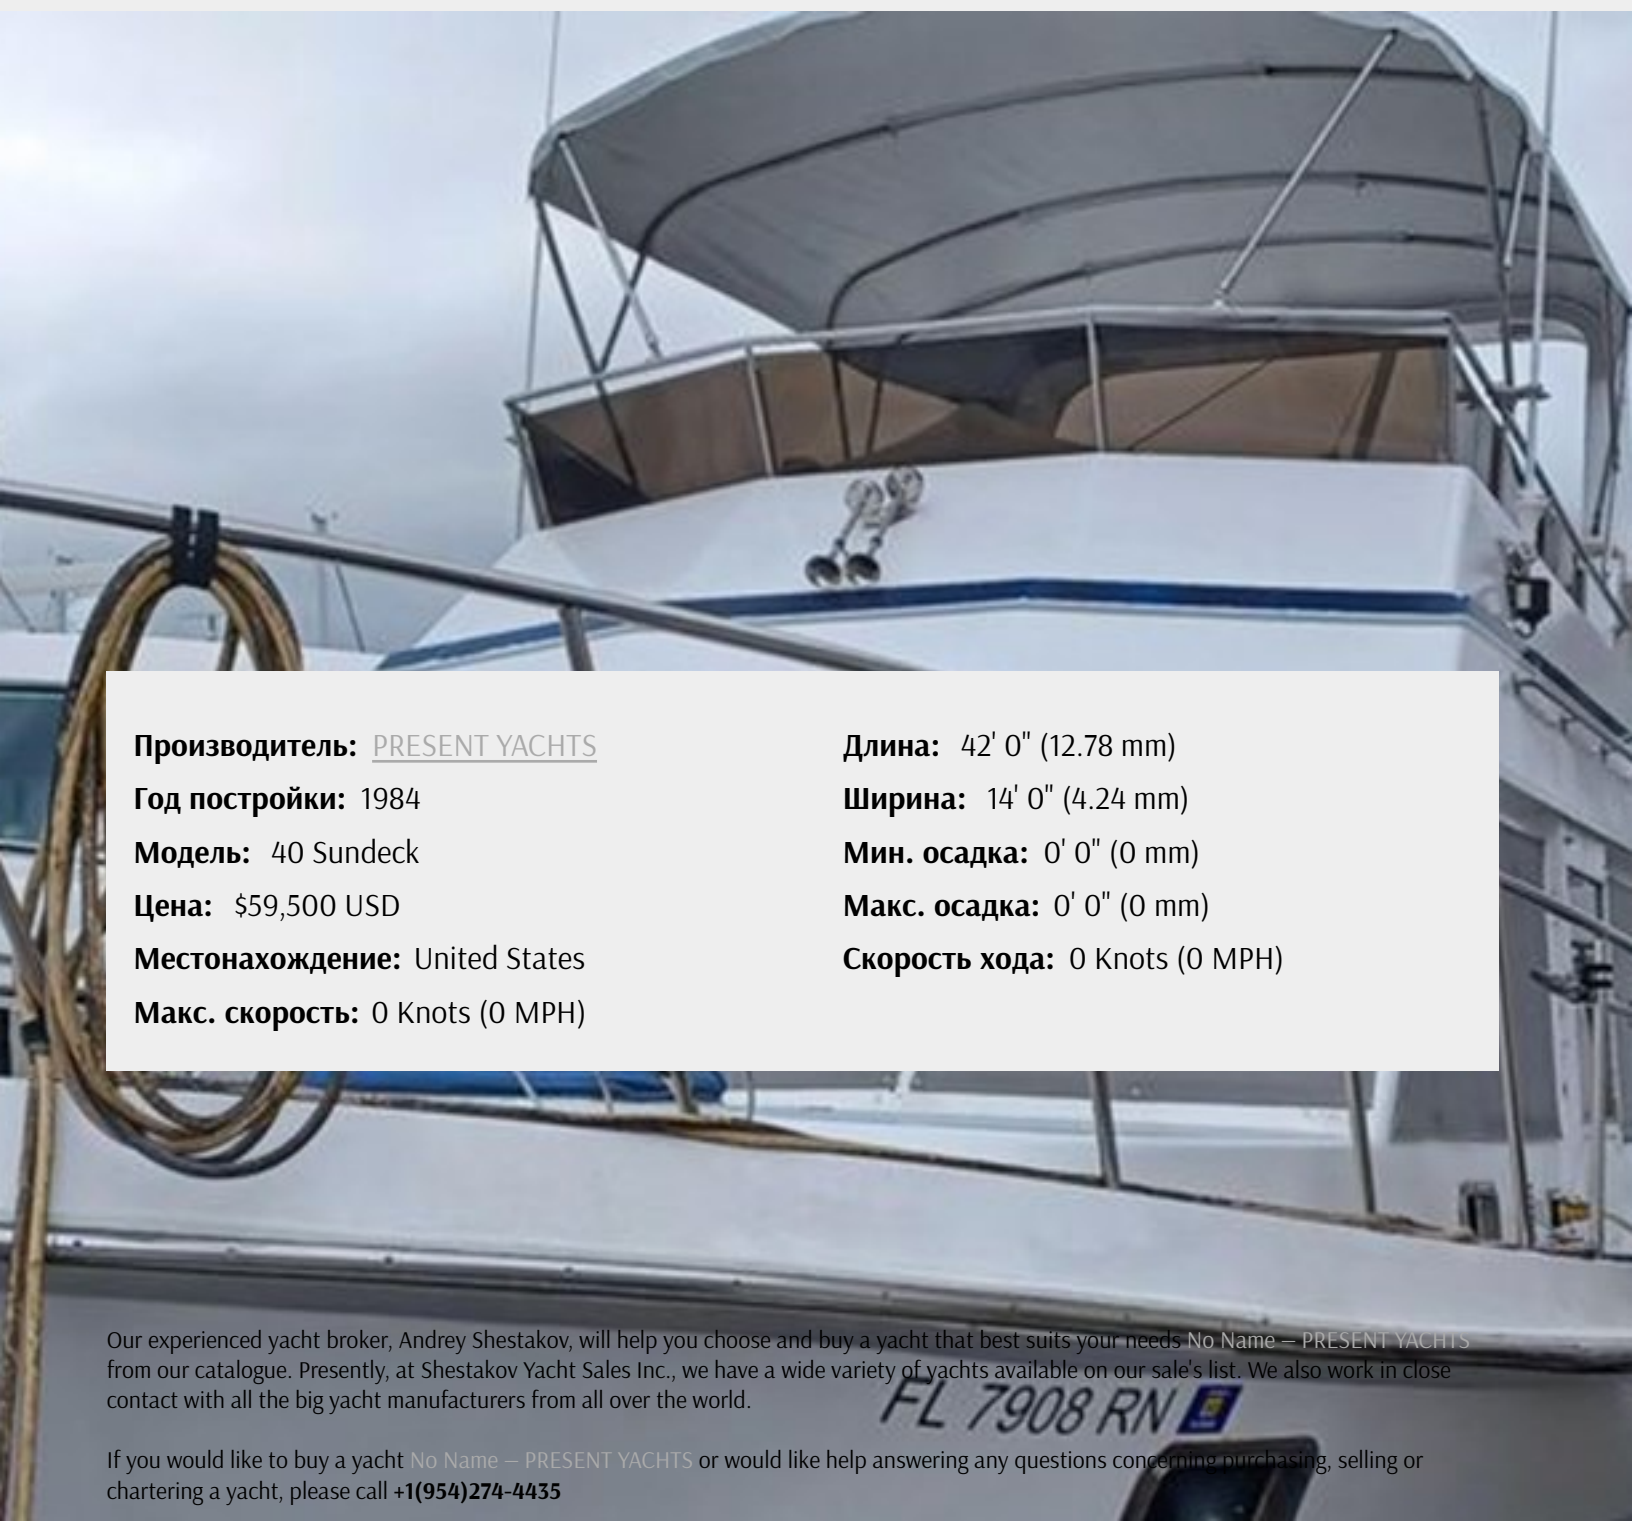 Производитель: PRESENT YACHTS
Год постройки: 1984
Модель: 40 Sundeck
Цена: $59,500 USD
Местонахождение: United States
Макс. скорость: 0 Knots (0 MPH)
Длина: 42' 0" (12.78 mm)
Ширина: 14' 0" (4.24 mm)
Мин. осадка: 0' 0" (0 mm)
Макс. осадка: 0' 0" (0 mm)
Скорость хода: 0 Knots (0 MPH)
Our experienced yacht broker, Andrey Shestakov, will help you choose and buy a yacht that best suits your needs No Name — PRESENT YACHTS
from our catalogue. Presently, at Shestakov Yacht Sales Inc., we have a wide variety of yachts available on our sale's list. We also work in close
contact with all the big yacht manufacturers from all over the world.
FL 7908 RN
If you would like to buy a yacht No Name — PRESENT YACHTS or would like help answering any questions concerning purchasing, selling or
chartering a yacht, please call +1(954)274-4435